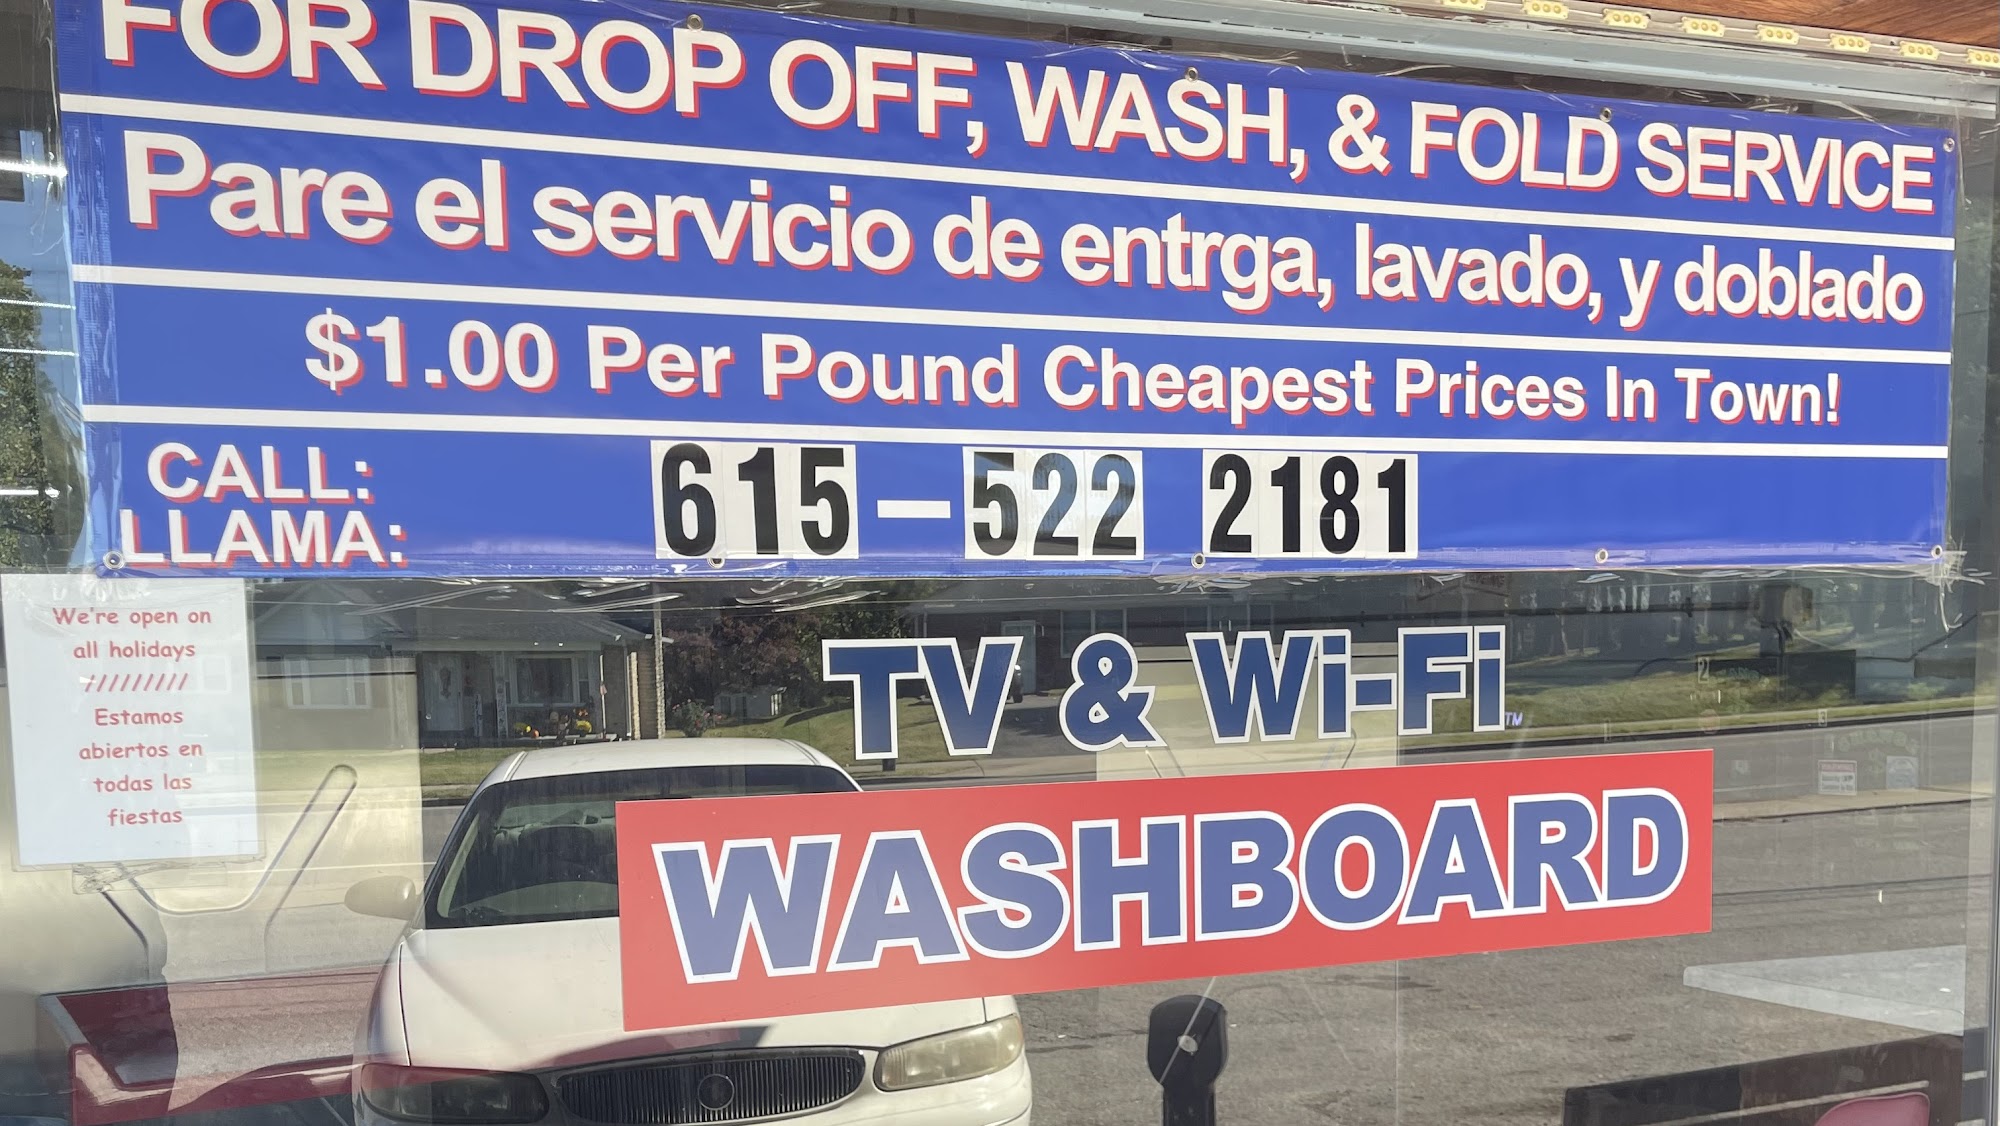 FOR DROP OFF, WASH, & FOLD SERVICE
Pare el servicio de entrga, lavado, y doblado
$1.00 Per Pound Cheapest Prices In Town!
CALL:
LLAMA:
615-522 2181
We're open on
all holidays
/////////
Estamos
abiertos en
todas las
fiestas
TV & Wi-Fi
TM
WASHBOARD